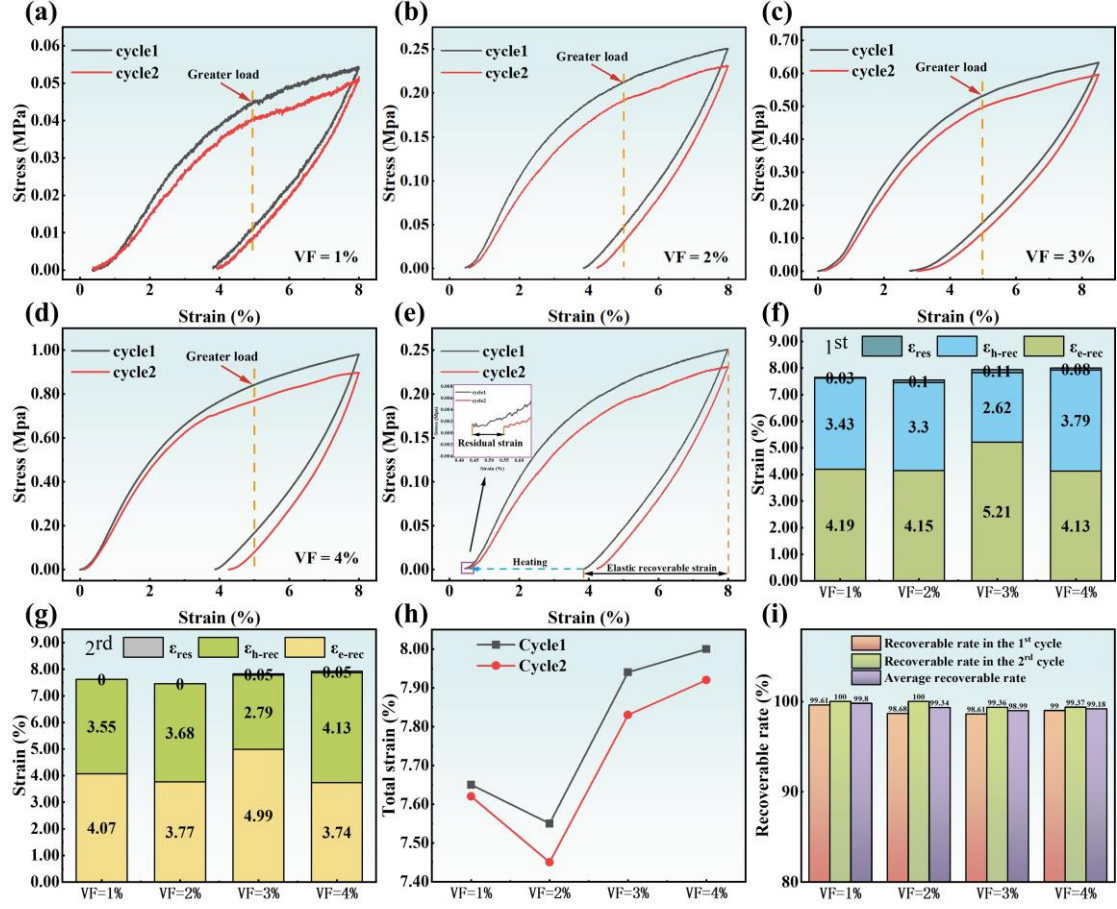 (a)
0.06
0.05
0.04
0.03
0.02
0.01
0.00
Stress (MPa)
cycle1
cycle2
Greater load
VF = 1%
0 2 4 6 8
Strain (%)
(b)
0.25
0.20
0.15
0.10
0.05
0.00
Stress (Mpa)
cycle1
cycle2
Greater load
VF = 2%
0 2 4 6 8
Strain (%)
(c)
0.70
0.60
0.50
0.40
0.30
0.20
0.10
0.00
Stress (Mpa)
cycle1
cycle2
Greater load
VF = 3%
0 2 4 6 8
Strain (%)
(d)
1.00
0.80
0.60
0.40
0.20
0.00
Stress (Mpa)
cycle1
cycle2
Greater load
VF = 4%
0 2 4 6 8
Strain (%)
(e)
0.25
0.20
0.15
0.10
0.05
0.00
Stress (Mpa)
cycle1
cycle2
cycle1
cycle2
Residual strain
Stress (Mpa)
Strain (%)
Heating
Elastic recoverable strain
0 2 4 6 8
Strain (%)
(f)
9.00
8.00
7.00
6.00
5.00
4.00
3.00
2.00
1.00
0.00
Strain (%)
1st
εres εh-rec εe-rec
0.03 0.1 0.11 0.08
3.43 3.3 2.62 3.79
4.19 4.15 5.21 4.13
VF=1% VF=2% VF=3% VF=4%
(g)
9.00
8.00
7.00
6.00
5.00
4.00
3.00
2.00
1.00
0.00
Strain (%)
2rd
εres εh-rec εe-rec
0 0 0.05 0.05
3.55 3.68 2.79 4.13
4.07 3.77 4.99 3.74
VF=1% VF=2% VF=3% VF=4%
(h)
8.00
7.90
7.80
7.70
7.60
7.50
7.40
Total strain (%)
Cycle1
Cycle2
VF=1% VF=2% VF=3% VF=4%
(i)
100
90
80
Recoverable rate (%)
Recoverable rate in the 1st cycle
Recoverable rate in the 2rd cycle
Average recoverable rate
99.61 100 99.8 98.68 100 99.34 98.61 99.36 98.99 99 99.37 99.18
VF=1% VF=2% VF=3% VF=4%